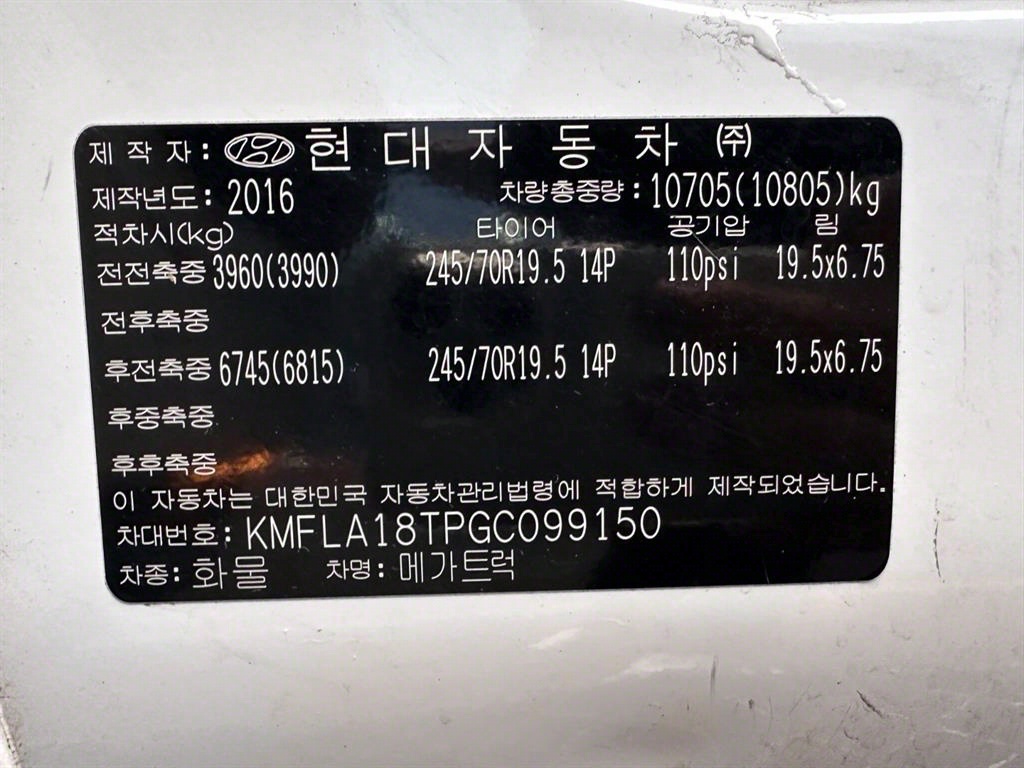 제작자: 현대자동차 ㈜
제작년도: 2016 차량총중량: 10705(10805)kg
적차시(kg) 타이어 공기압 림
전전축중 3960(3990) 245/70R19.5 14P 110psi 19.5x6.75
전후축중
후전축중 6745(6815) 245/70R19.5 14P 110psi 19.5x6.75
후중축중
후후축중
이 자동차는 대한민국 자동차관리법령에 적합하게 제작되었습니다.
차대번호: KMFLA18TPGC099150
차종: 화물 차명: 메가트럭